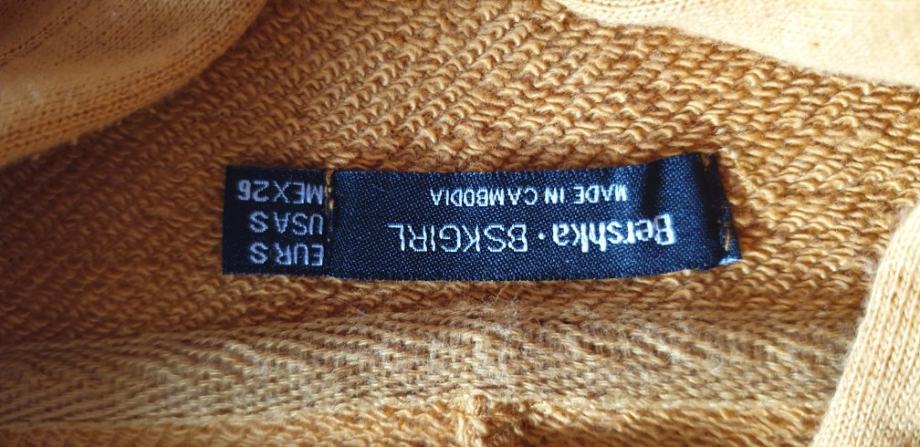 Bershka · BSKGIRL
MADE IN CAMBODIA
EUR S
USA S
MEX 26